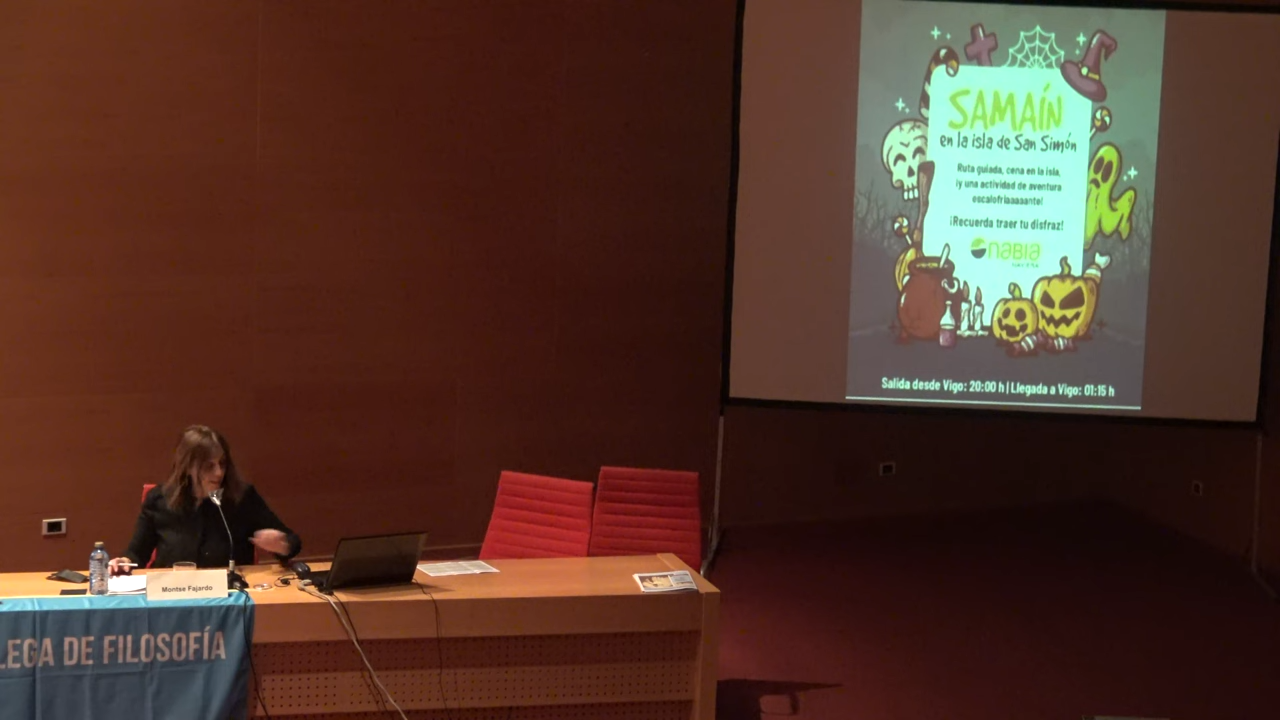 SAMAÍN
en la isla de San Simón
Ruta guiada, cena en la isla,
¡y una actividad de aventura
escalofriaaaaante!
¡Recuerda traer tu disfraz!
nabia
Salida desde Vigo: 20:00 h | Llegada a Vigo: 01:15 h
Montse Fajardo
LEGA DE FILOSOFÍA